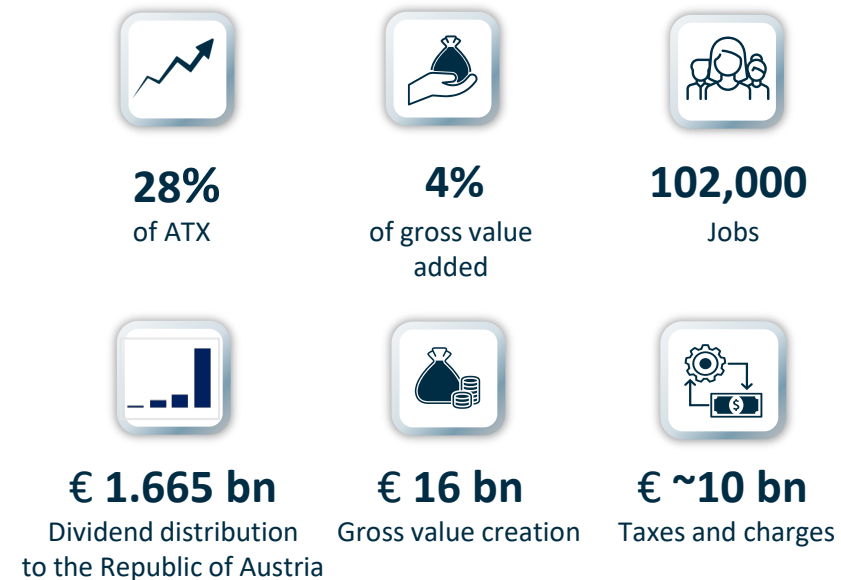 28%
of ATX
4%
of gross value
added
102,000
Jobs
€ 1.665 bn
Dividend distribution
to the Republic of Austria
€ 16 bn
Gross value creation
$
€ ~10 bn
Taxes and charges